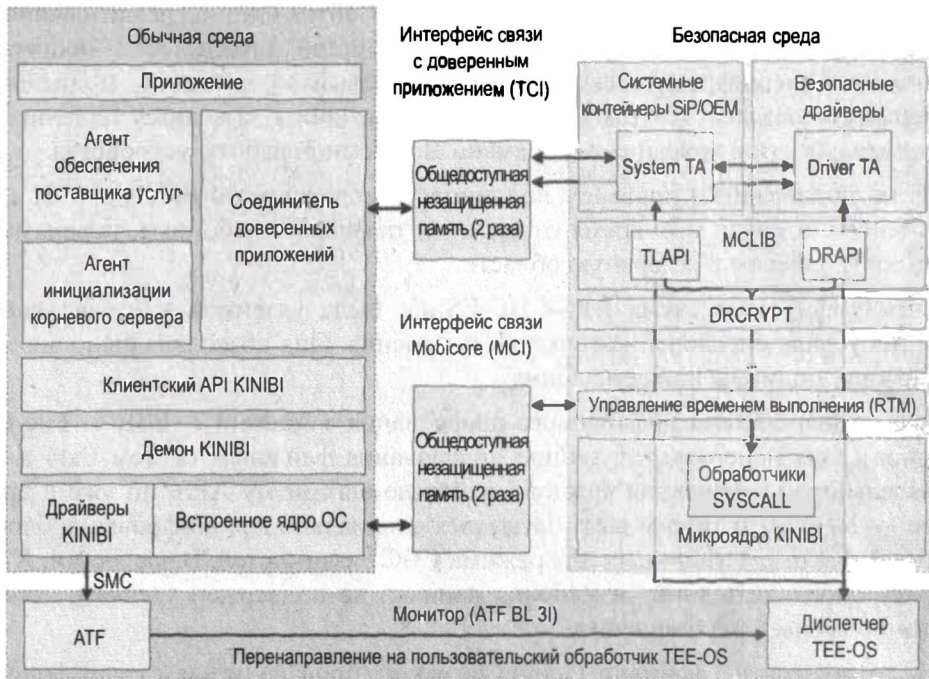 Обычная среда
Приложение
Агент
обеспечения
поставщика услуг
Соединитель
доверенных
приложений
Агент
инициализации
корневого сервера
Клиентский API KINIBI
Демон KINIBI
Драйверы
KINIBI
Встроенное ядро ОС
Интерфейс связи
с доверенным
приложением (TCI)
Общедоступная
незащищенная
память (2 раза)
Интерфейс связи
Mobicore (MCI)
Общедоступная
незащищенная
память (2 раза)
Безопасная среда
Системные
контейнеры SiP/OEM
Безопасные
драйверы
System TA
Driver TA
MCLIB
TLAPI
DRAPI
DRCRYPT
Управление временем выполнения (RTM)
Обработчики
SYSCALL
Микроядро KINIBI
SMC
ATF
Монитор (ATF BL 3I)
Перенаправление на пользовательский обработчик TEE-OS
Диспетчер
TEE-OS